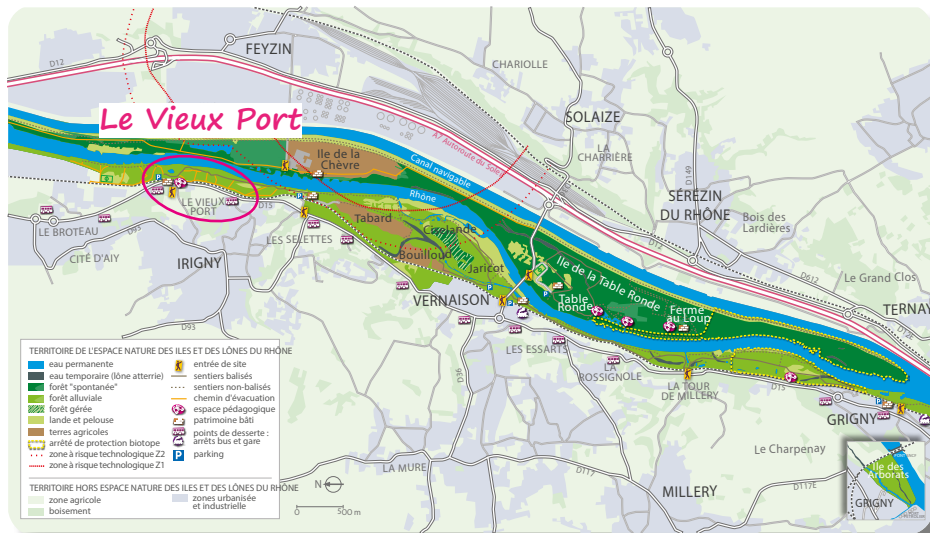 FEYZIN
D12
CHARIOLLE
Le Vieux Port
SOLAIZE
A7 Autoroute du Soleil
LA
CHARRIÈRE
D149
Ile de la
Chèvre
Canal navigable
SÉRÉZIN
DU RHÔNE
Bois des
Lardières
Rhône
LE VIEUX
PORT
D15
LE BROTEAU
D95
CITÉ D'AIY
IRIGNY
LES SELETTES
Tabard
Ciselande
Bouilloud
Jaricot
D12
D612
Le Grand Clos
Ile de la Table Ronde
VERNAISON
Table
Ronde
Ferme
au Loup
TERNAY
D12E
D93
LES ESSARTS
LA
ROSSIGNOLE
D36
LA TOUR
DE MILLERY
D15
GRIGNY
Le Charpenay
LA MURE
D117
D117E
MILLERY
Ile des
Arborats
GRIGNY
TERRITOIRE DE L'ESPACE NATURE DES ILES ET DES LÔNES DU RHÔNE
eau permanente
eau temporaire (lône atterrie)
forêt "spontanée"
forêt alluviale
forêt gérée
lande et pelouse
terres agricoles
arrêté de protection biotope
zone à risque technologique Z2
zone à risque technologique Z1
entrée de site
sentiers balisés
sentiers non-balisés
chemin d'évacuation
espace pédagogique
patrimoine bâti
points de desserte :
arrêts bus et gare
P parking
TERRITOIRE HORS ESPACE NATURE DES ILES ET DES LÔNES DU RHÔNE
zone agricole
boisement
zones urbanisée
et industrielle
N
0 500 m